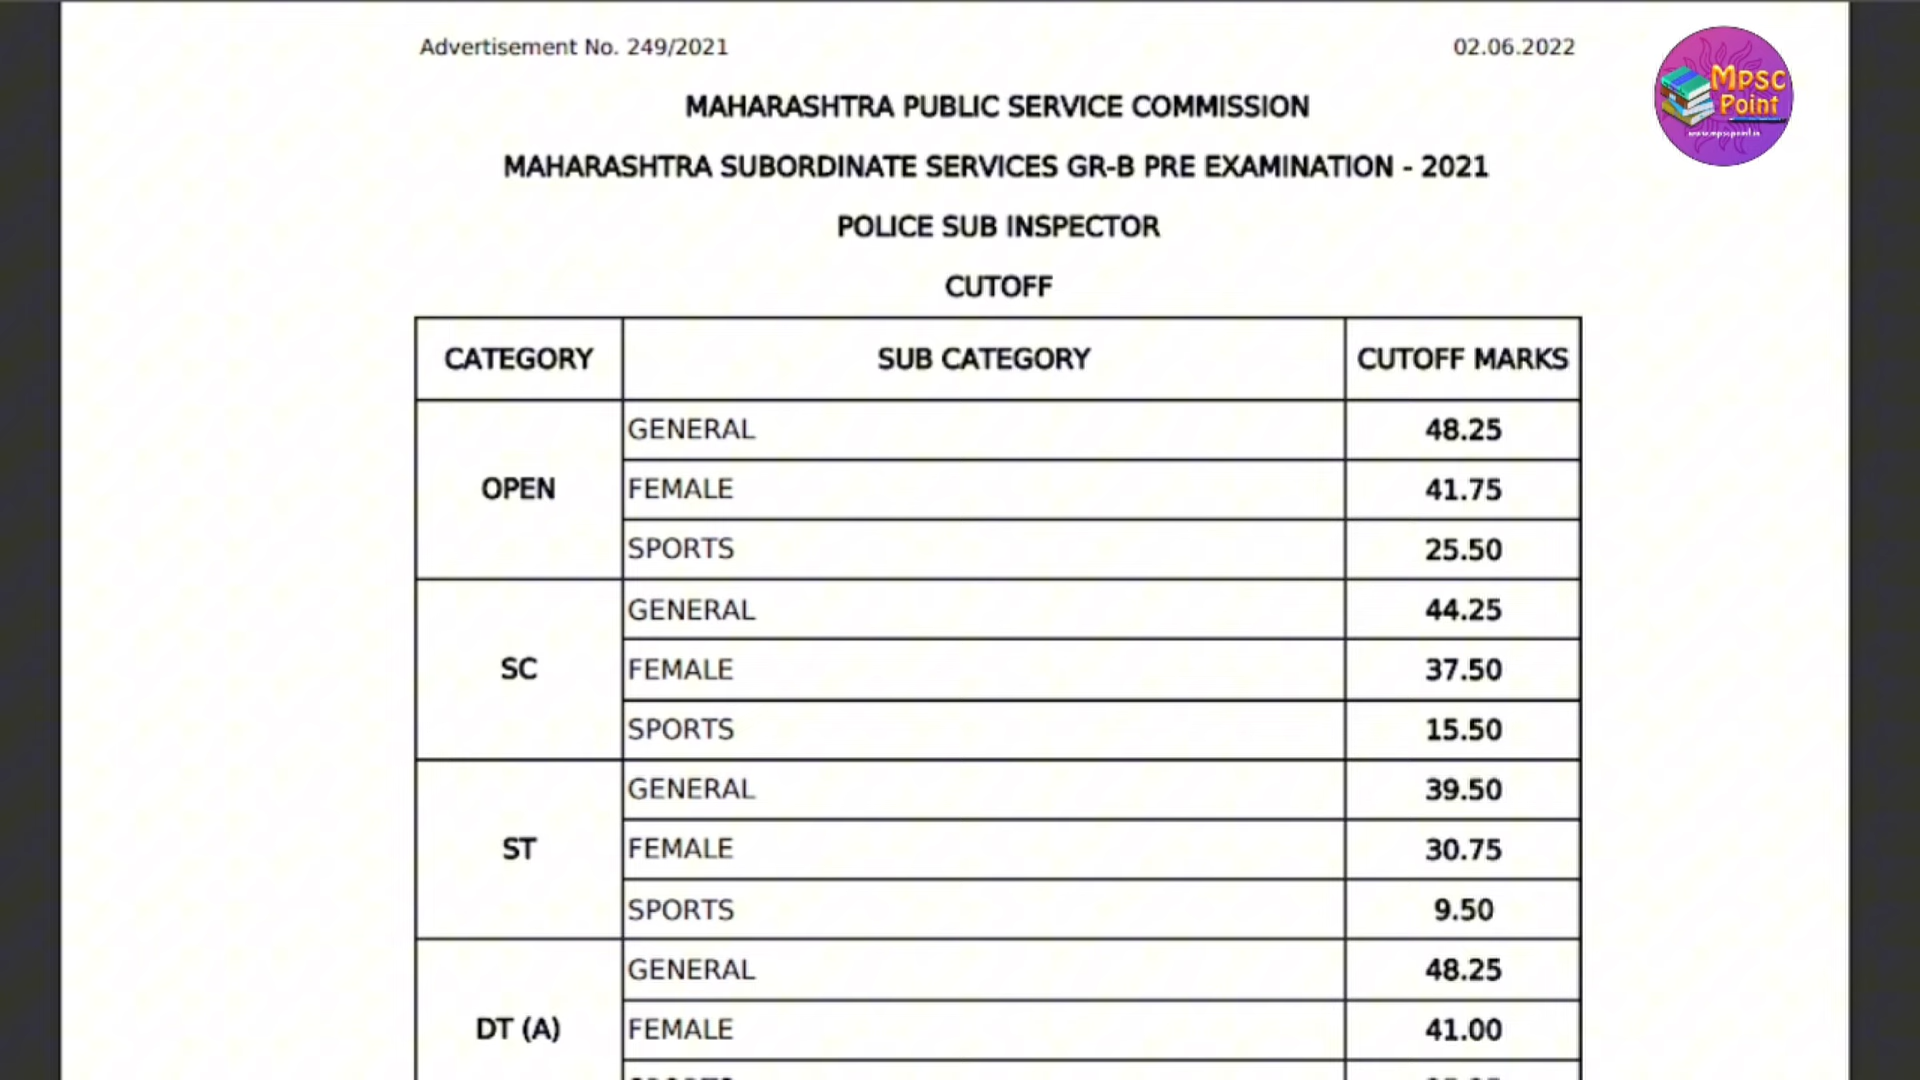 Advertisement No. 249/2021 02.06.2022
Mpsc
Point
www.mpscpoint.in
MAHARASHTRA PUBLIC SERVICE COMMISSION
MAHARASHTRA SUBORDINATE SERVICES GR-B PRE EXAMINATION - 2021
POLICE SUB INSPECTOR
CUTOFF
CATEGORY SUB CATEGORY CUTOFF MARKS
OPEN
GENERAL 48.25
FEMALE 41.75
SPORTS 25.50
SC
GENERAL 44.25
FEMALE 37.50
SPORTS 15.50
ST
GENERAL 39.50
FEMALE 30.75
SPORTS 9.50
DT (A)
GENERAL 48.25
FEMALE 41.00